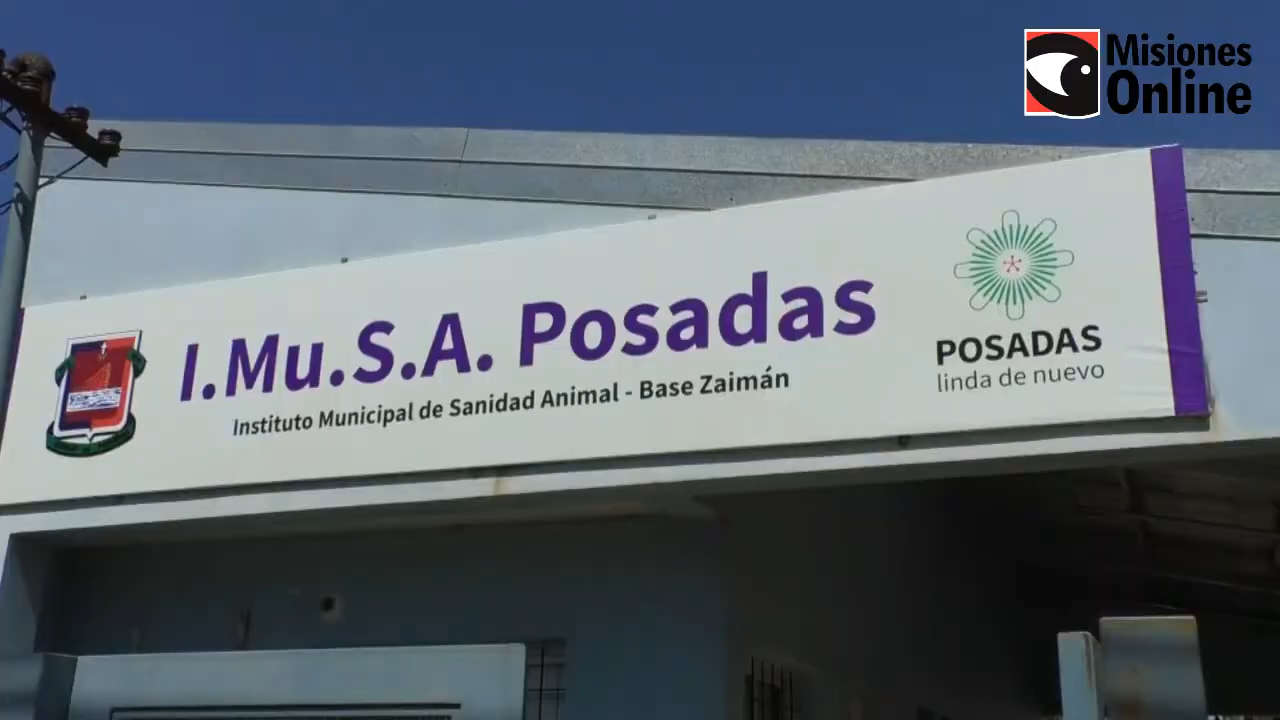 Misiones
Online
I.Mu.S.A. Posadas
Instituto Municipal de Sanidad Animal - Base Zaimán
POSADAS
linda de nuevo